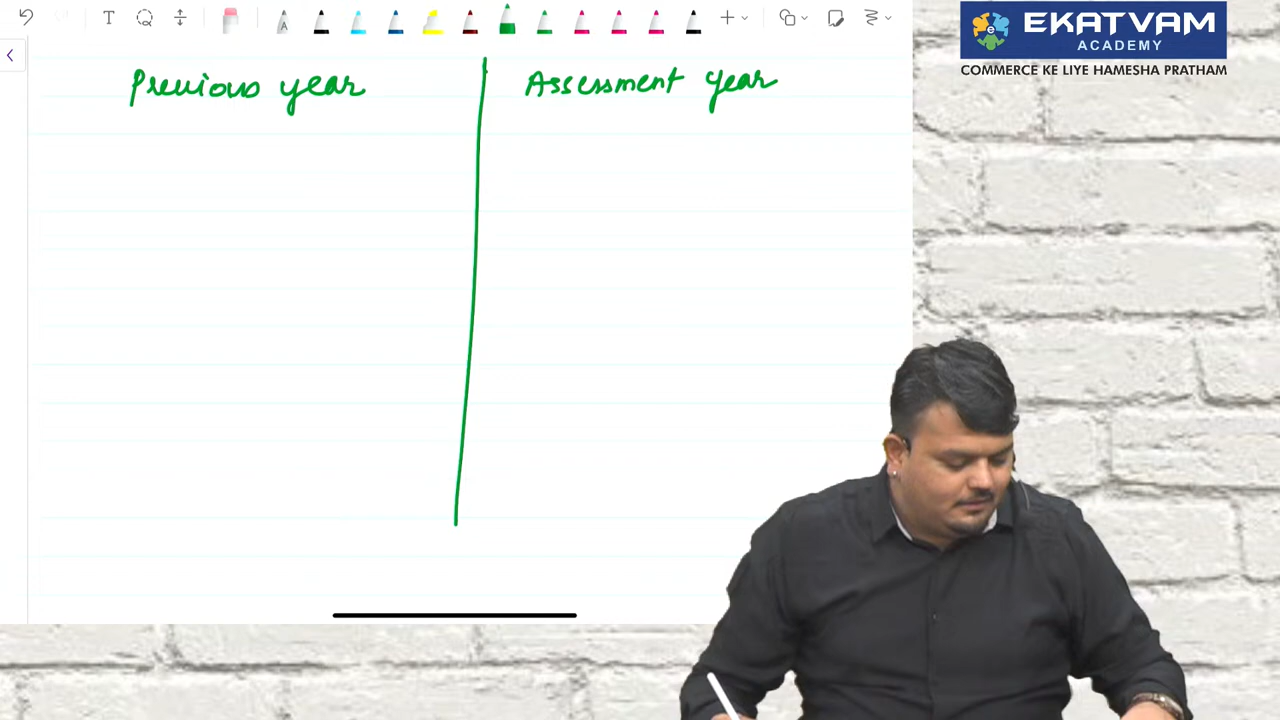 EKATVAM
ACADEMY
COMMERCE KE LIYE HAMESHA PRATHAM
T
A
Previous year
Assessment year